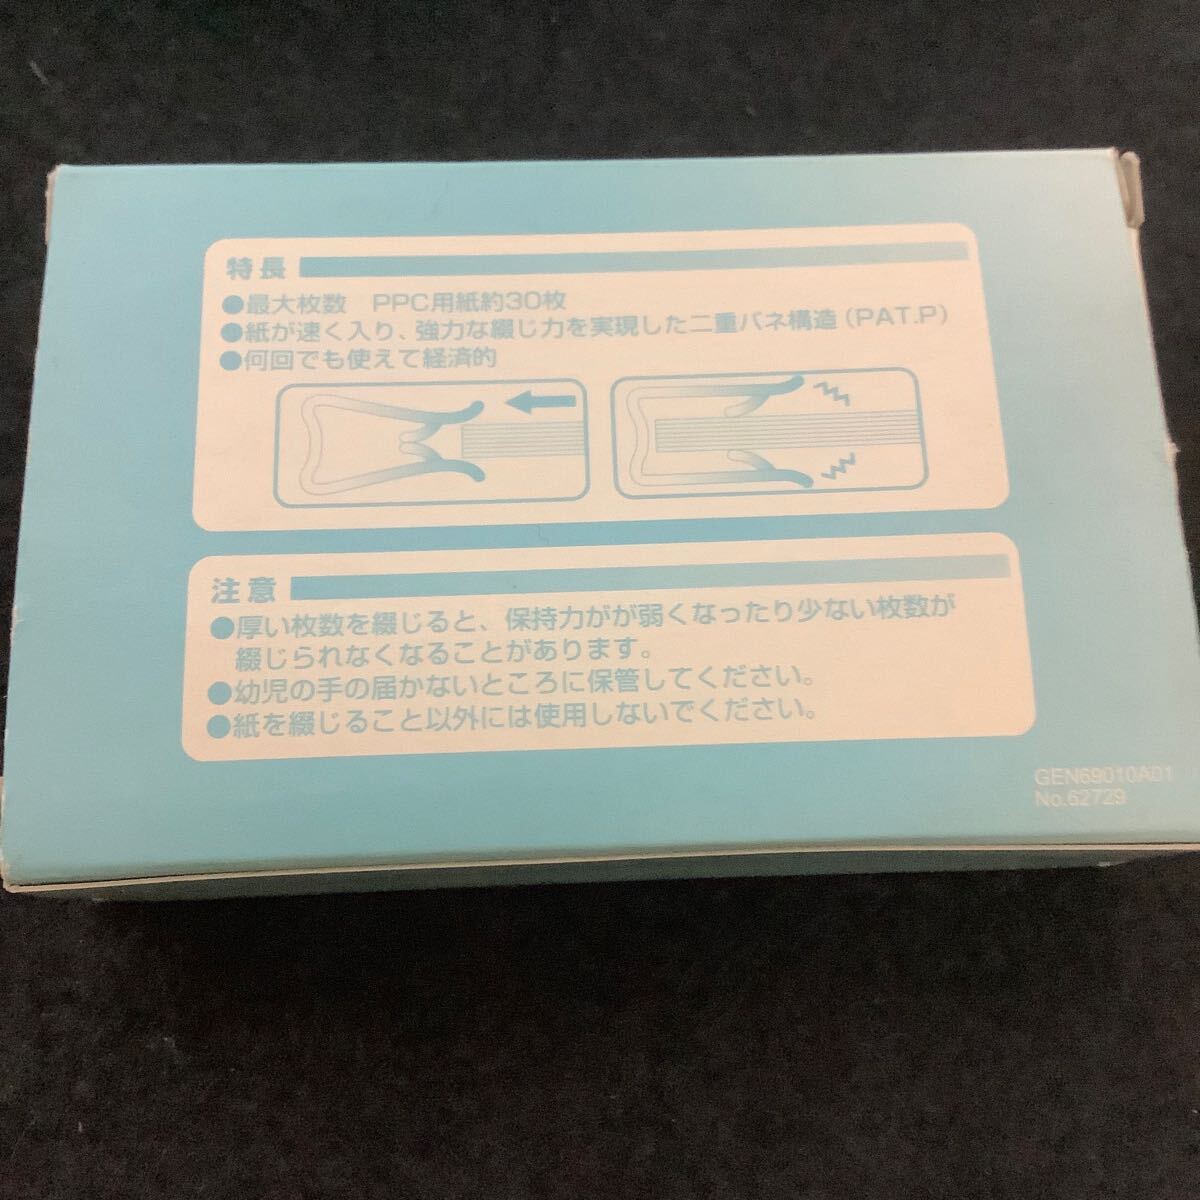 特長
●最大枚数　PPC用紙約30枚
●紙が速く入り、強力な綴じ力を実現した二重バネ構造(PAT.P)
●何回でも使えて経済的
注意
●厚い枚数を綴じると、保持力がが弱くなったり少ない枚数が
綴じられなくなることがあります。
●幼児の手の届かないところに保管してください。
●紙を綴じること以外には使用しないでください。
GEN69010A01
No.62729